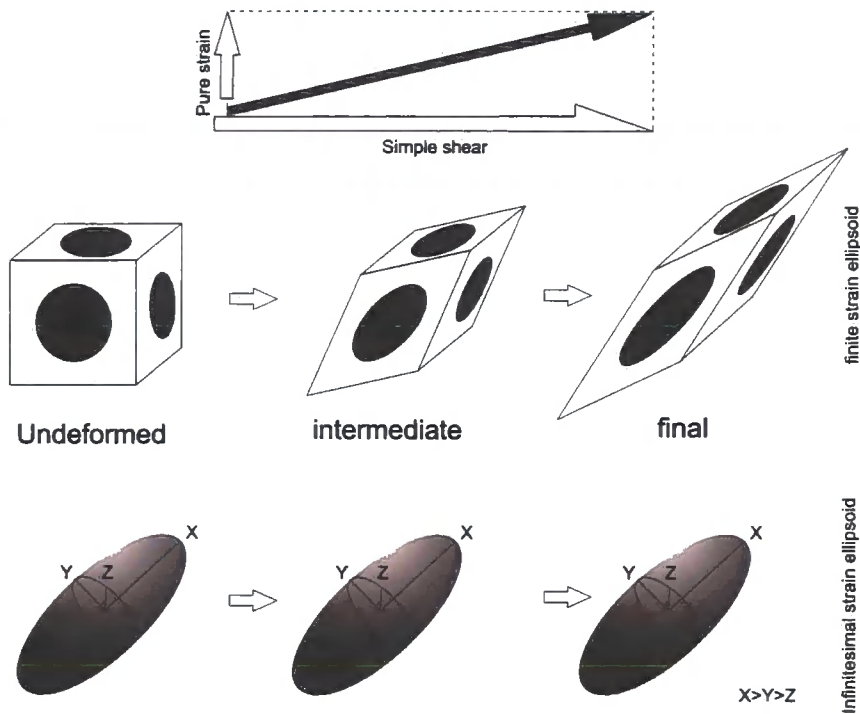 Pure strain
Simple shear
finite strain ellipsoid
Undeformed
intermediate
final
X
Y
Z
X
Y
Z
X
Y
Z
Infinitesimal strain ellipsoid
X>Y>Z